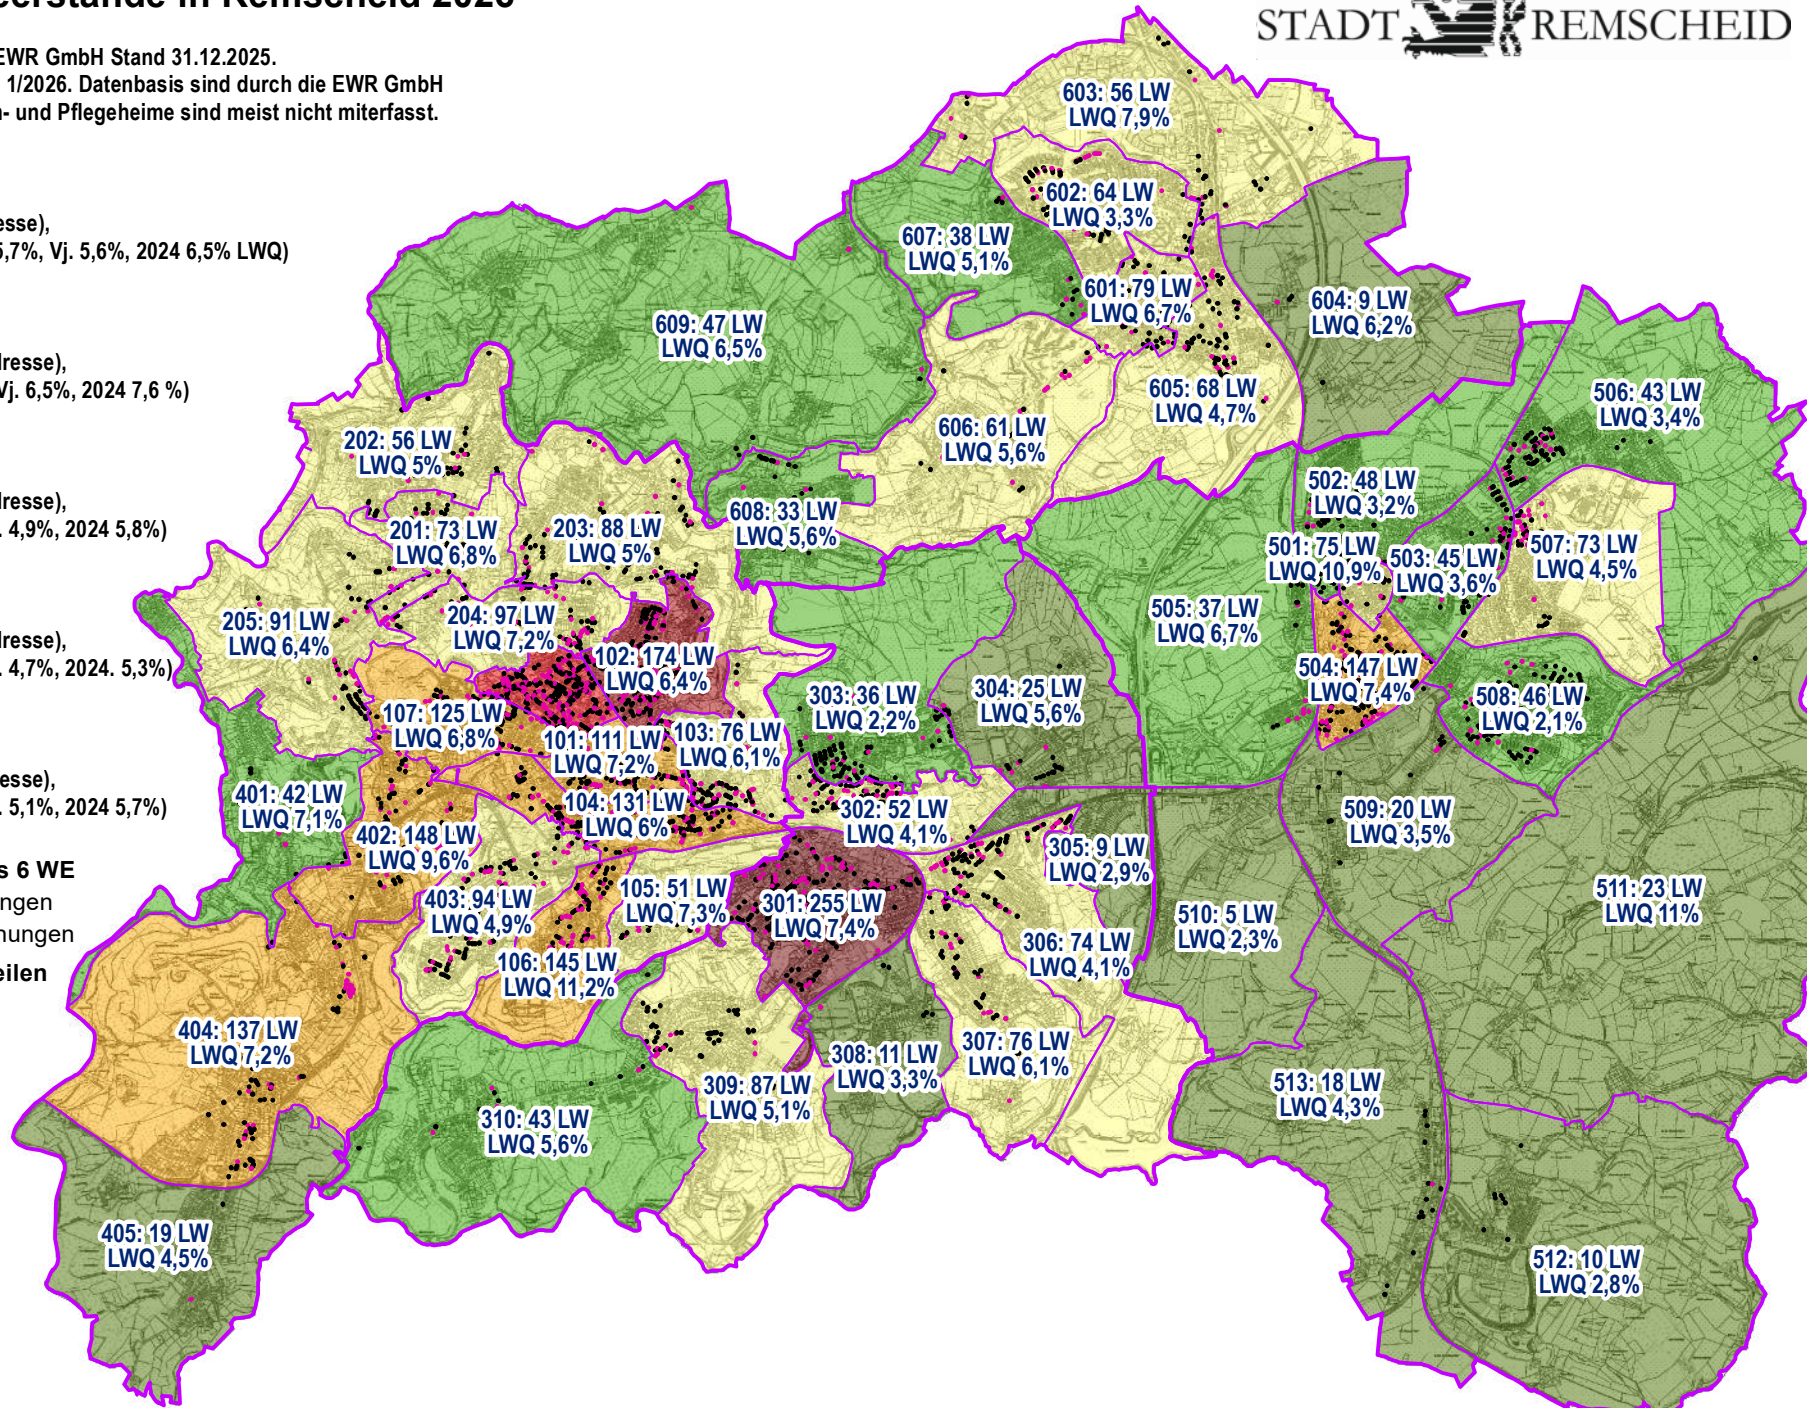 STADT REMSCHEID
EWR GmbH Stand 31.12.2025.
1/2026. Datenbasis sind durch die EWR GmbH
und Pflegeheime sind meist nicht miterfasst.
5,7%, Vj. 5,6%, 2024 6,5% LWQ)
Vj. 6,5%, 2024 7,6 %)
4,9%, 2024 5,8%)
4,7%, 2024. 5,3%)
5,1%, 2024 5,7%)
6 WE
603: 56 LW
LWQ 7,9%
602: 64 LW
LWQ 3,3%
607: 38 LW
LWQ 5,1%
601: 79 LW
LWQ 6,7%
604: 9 LW
LWQ 6,2%
609: 47 LW
LWQ 6,5%
605: 68 LW
LWQ 4,7%
506: 43 LW
LWQ 3,4%
606: 61 LW
LWQ 5,6%
202: 56 LW
LWQ 5%
502: 48 LW
LWQ 3,2%
608: 33 LW
LWQ 5,6%
201: 73 LW
LWQ 6,8%
203: 88 LW
LWQ 5%
501: 75 LW
LWQ 10,9%
503: 45 LW
LWQ 3,6%
507: 73 LW
LWQ 4,5%
205: 91 LW
LWQ 6,4%
204: 97 LW
LWQ 7,2%
505: 37 LW
LWQ 6,7%
102: 174 LW
LWQ 6,4%
504: 147 LW
LWQ 7,4%
303: 36 LW
LWQ 2,2%
304: 25 LW
LWQ 5,6%
508: 46 LW
LWQ 2,1%
107: 125 LW
LWQ 6,8%
101: 111 LW
LWQ 7,2%
103: 76 LW
LWQ 6,1%
401: 42 LW
LWQ 7,1%
104: 131 LW
LWQ 6%
302: 52 LW
LWQ 4,1%
509: 20 LW
LWQ 3,5%
402: 148 LW
LWQ 9,6%
305: 9 LW
LWQ 2,9%
403: 94 LW
LWQ 4,9%
105: 51 LW
LWQ 7,3%
301: 255 LW
LWQ 7,4%
511: 23 LW
LWQ 11%
510: 5 LW
LWQ 2,3%
306: 74 LW
LWQ 4,1%
106: 145 LW
LWQ 11,2%
404: 137 LW
LWQ 7,2%
308: 11 LW
LWQ 3,3%
307: 76 LW
LWQ 6,1%
309: 87 LW
LWQ 5,1%
513: 18 LW
LWQ 4,3%
310: 43 LW
LWQ 5,6%
405: 19 LW
LWQ 4,5%
512: 10 LW
LWQ 2,8%